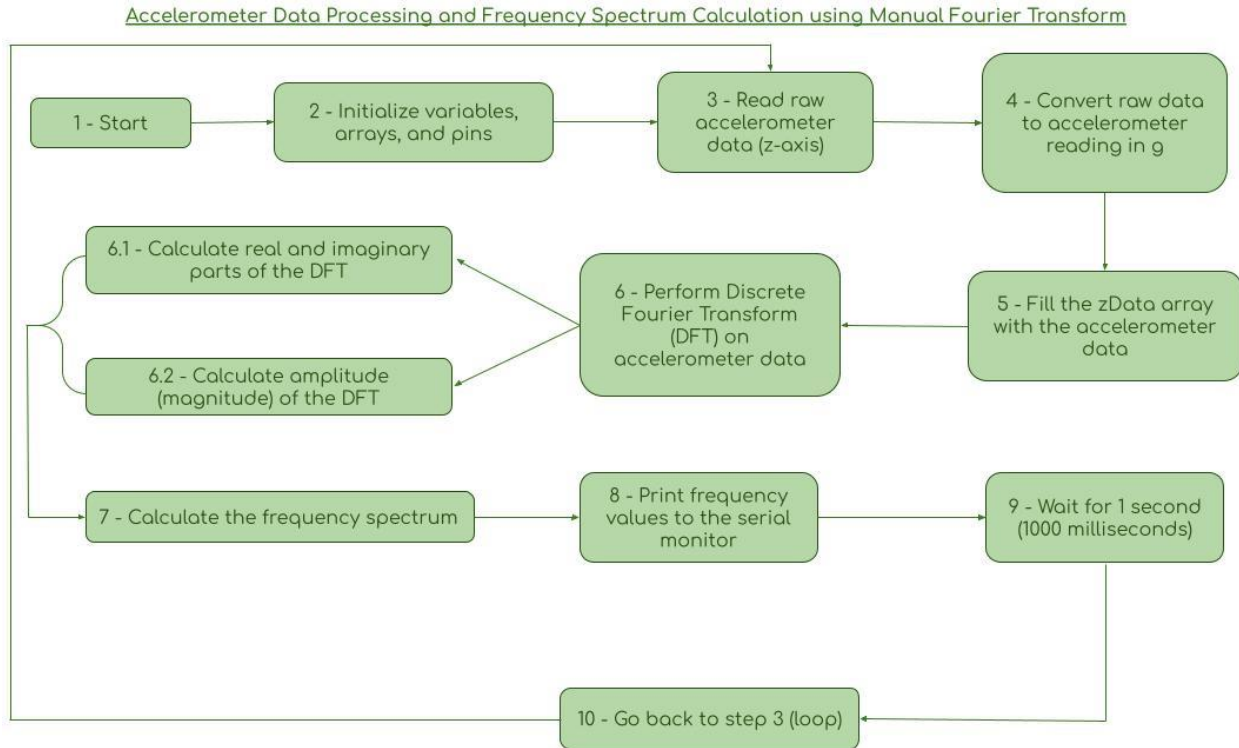 Accelerometer Data Processing and Frequency Spectrum Calculation using Manual Fourier Transform
1 - Start
2 - Initialize variables,
arrays, and pins
3 - Read raw
accelerometer
data (z-axis)
4 - Convert raw data
to accelerometer
reading in g
5 - Fill the zData array
with the accelerometer
data
6 - Perform Discrete
Fourier Transform
(DFT) on
accelerometer data
6.1 - Calculate real and imaginary
parts of the DFT
6.2 - Calculate amplitude
(magnitude) of the DFT
7 - Calculate the frequency spectrum
8 - Print frequency
values to the serial
monitor
9 - Wait for 1 second
(1000 milliseconds)
10 - Go back to step 3 (loop)